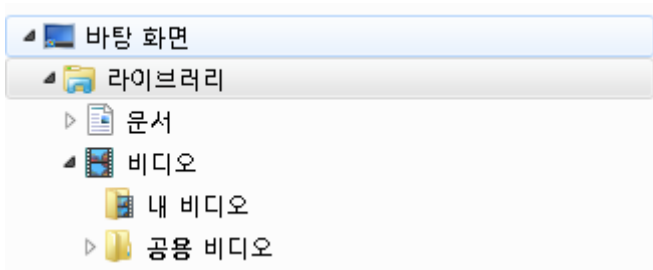 바탕 화면
라이브러리
문서
비디오
내 비디오
공용 비디오